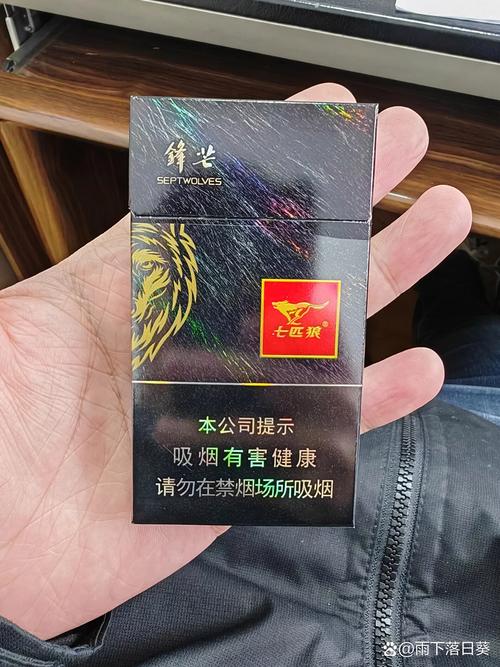 鋒芒
SEPTWOLVES
七匹狼®
本公司提示
吸烟有害健康
请勿在禁烟场所吸烟
@雨下落日葵